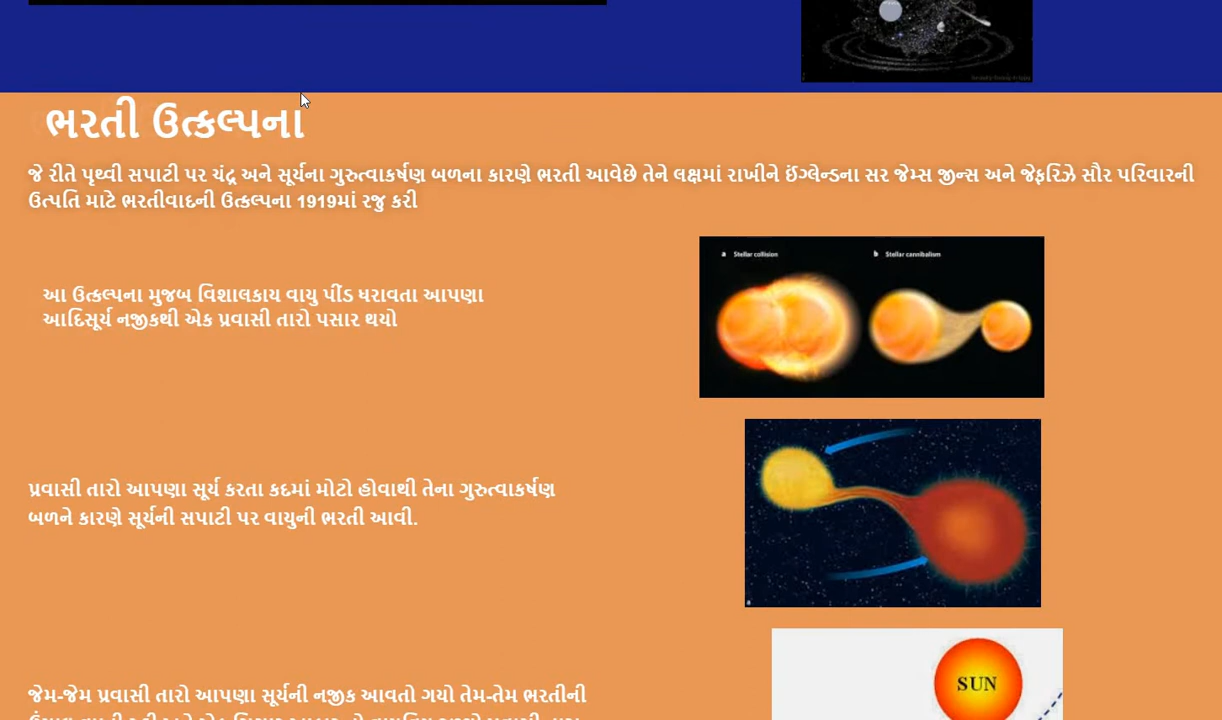 ભરતી ઉત્કલ્પના
જે રીતે પૃથ્વી સપાટી પર ચંદ્ર અને સૂર્યના ગુરુત્વાકર્ષણ બળના કારણે ભરતી આવેછે તેને લક્ષમાં રાખીને ઈંગ્લેન્ડના સર જેમ્સ જીન્સ અને જેફરિઝે સૌર પરિવારની
ઉત્પતિ માટે ભરતીવાદની ઉત્કલ્પના 1919માં રજુ કરી
a Stellar collision
b Stellar cannibalism
આ ઉત્કલ્પના મુજબ વિશાલકાય વાયુ પીંડ ધરાવતા આપણા
આદિસૂર્ય નજીકથી એક પ્રવાસી તારો પસાર થયો
પ્રવાસી તારો આપણા સૂર્ય કરતા કદમાં મોટો હોવાથી તેના ગુરુત્વાકર્ષણ
બળને કારણે સૂર્યની સપાટી પર વાયુની ભરતી આવી.
SUN
જેમ-જેમ પ્રવાસી તારો આપણા સૂર્યની નજીક આવતો ગયો તેમ-તેમ ભરતીની